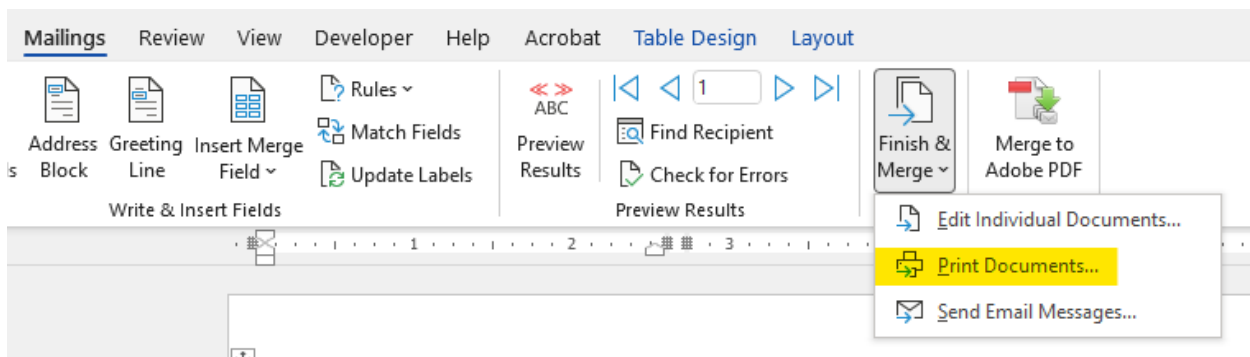 Mailings Review View Developer Help Acrobat Table Design Layout
Rules
Match Fields
Update Labels
Address Block
Greeting Line
Insert Merge Field
s
Write & Insert Fields
ABC
Preview Results
1
Find Recipient
Check for Errors
Preview Results
Finish & Merge
Merge to Adobe PDF
Edit Individual Documents...
Print Documents...
Send Email Messages...
1 2 3